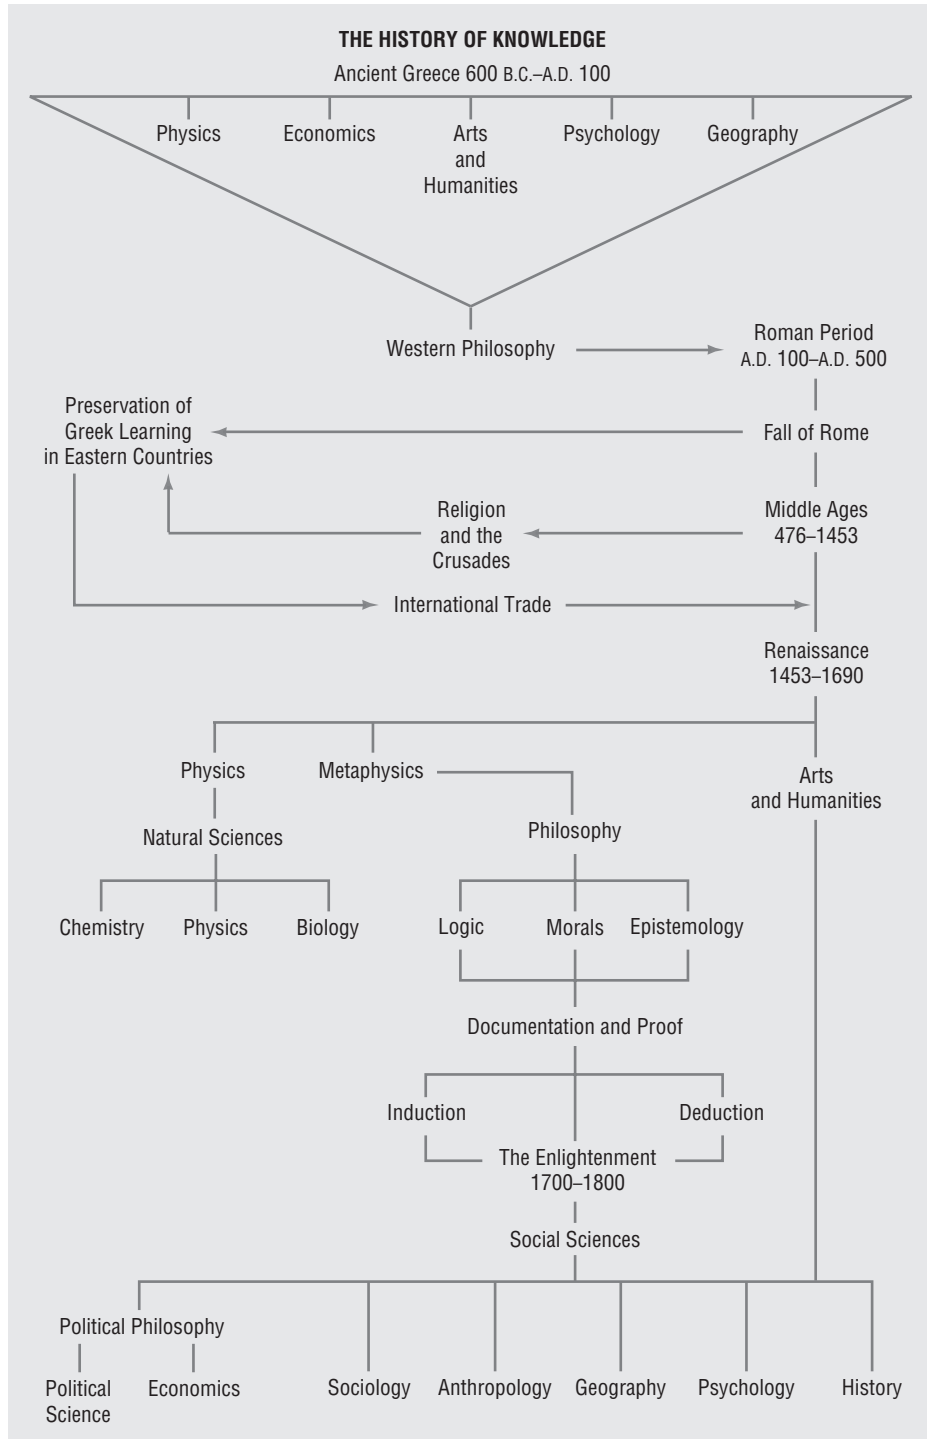 THE HISTORY OF KNOWLEDGE
Ancient Greece 600 B.C.–A.D. 100
Physics
Economics
Arts
and
Humanities
Psychology
Geography
Western Philosophy
Roman Period
A.D. 100–A.D. 500
Preservation of
Greek Learning
in Eastern Countries
Fall of Rome
Religion
and the
Crusades
Middle Ages
476–1453
International Trade
Renaissance
1453–1690
Physics
Metaphysics
Arts
and Humanities
Natural Sciences
Philosophy
Chemistry
Physics
Biology
Logic
Morals
Epistemology
Documentation and Proof
Induction
Deduction
The Enlightenment
1700–1800
Social Sciences
Political Philosophy
Political
Science
Economics
Sociology
Anthropology
Geography
Psychology
History